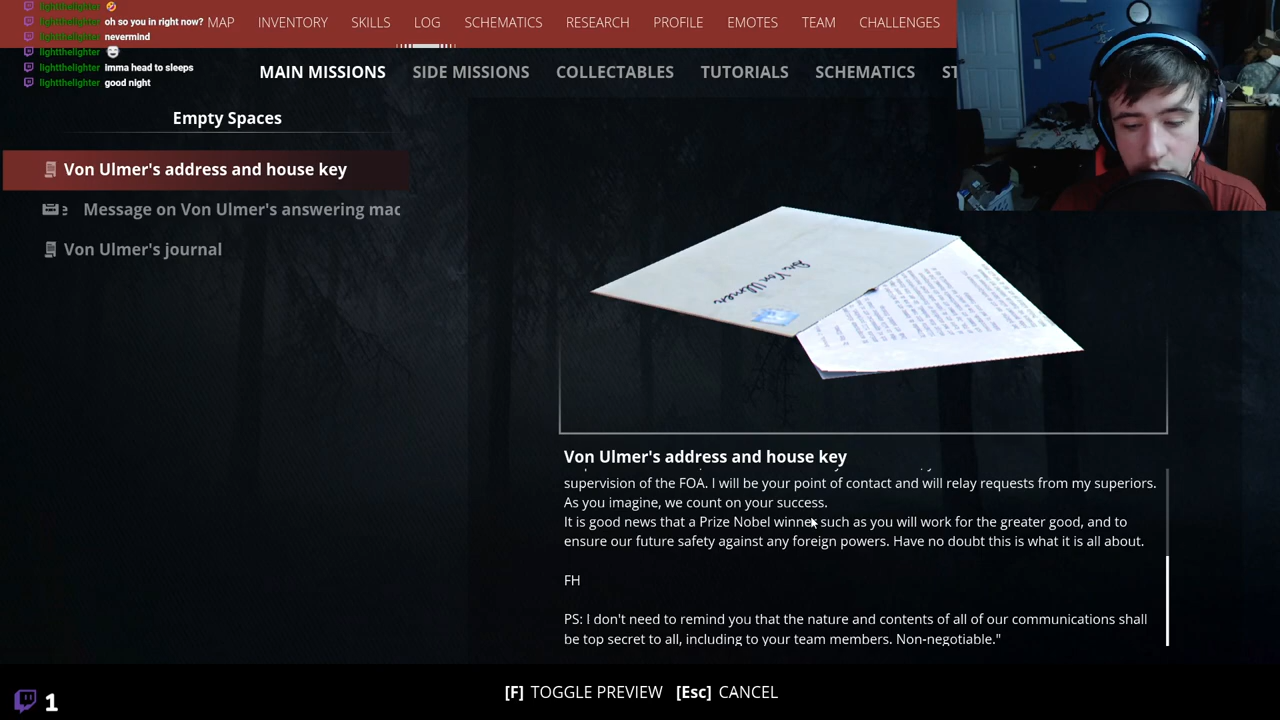 lightthelighter 🤣
lightthelighter oh so you in right now?
lightthelighter nevermind
lightthelighter 😄
lightthelighter imma head to sleeps
lightthelighter good night
MAP INVENTORY SKILLS LOG SCHEMATICS RESEARCH PROFILE EMOTES TEAM CHALLENGES
MAIN MISSIONS SIDE MISSIONS COLLECTABLES TUTORIALS SCHEMATICS ST
Empty Spaces
Von Ulmer's address and house key
Message on Von Ulmer's answering mac
Von Ulmer's journal
Von Ulmer
Von Ulmer's address and house key
supervision of the FOA. I will be your point of contact and will relay requests from my superiors.
As you imagine, we count on your success.
It is good news that a Prize Nobel winner such as you will work for the greater good, and to
ensure our future safety against any foreign powers. Have no doubt this is what it is all about.
FH
PS: I don't need to remind you that the nature and contents of all of our communications shall
be top secret to all, including to your team members. Non-negotiable."
[F] TOGGLE PREVIEW [Esc] CANCEL
1